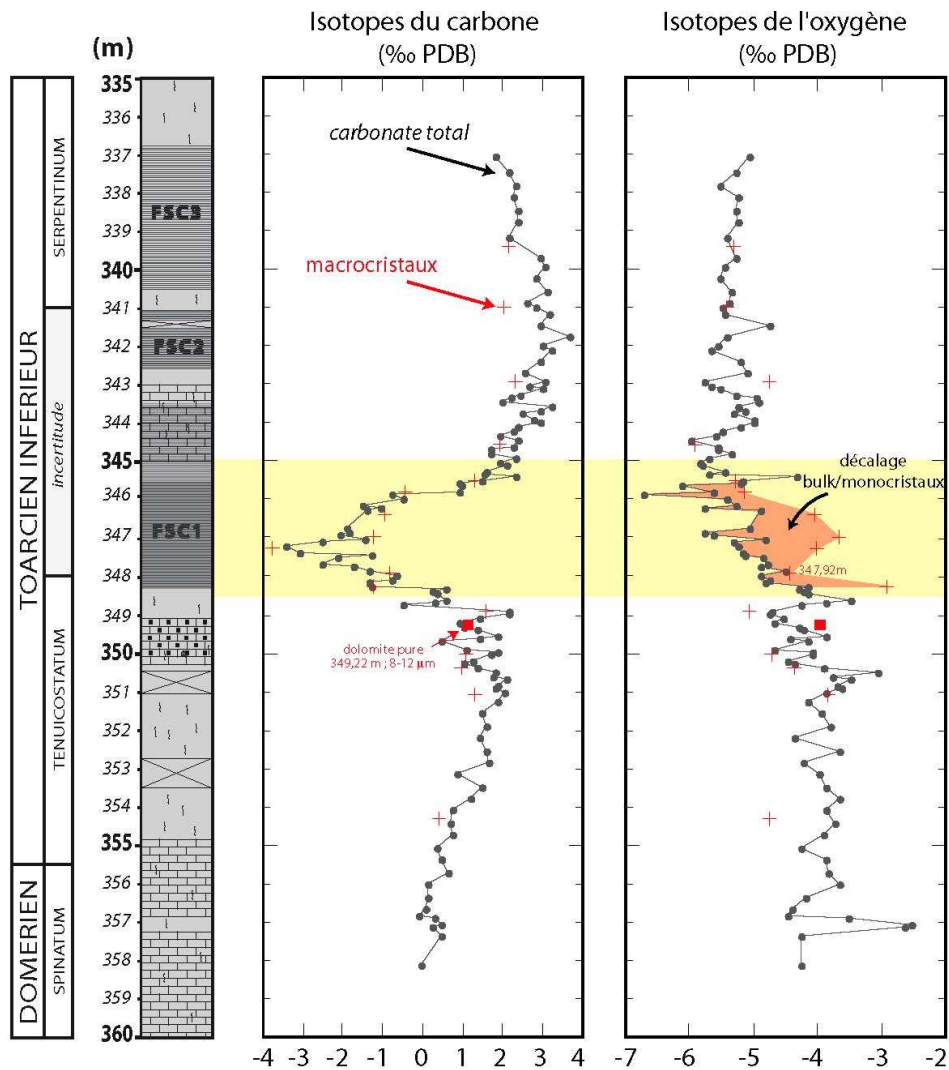 Isotopes du carbone
(‰ PDB)
Isotopes de l'oxygène
(‰ PDB)
(m)
TOARCIEN INFERIEUR
DOMERIEN
SERPENTINUM
incertitude
TENUICOSTATUM
SPINATUM
335
336
337
338
339
340
341
342
343
344
345
346
347
348
349
350
351
352
353
354
355
356
357
358
359
360
FSC3
FSC2
FSC1
carbonate total
macrocristaux
décalage
bulk/monocristaux
347,92m
dolomite pure
349,22 m ; 8-12 µm
-4 -3 -2 -1 0 1 2 3 4
-7 -6 -5 -4 -3 -2